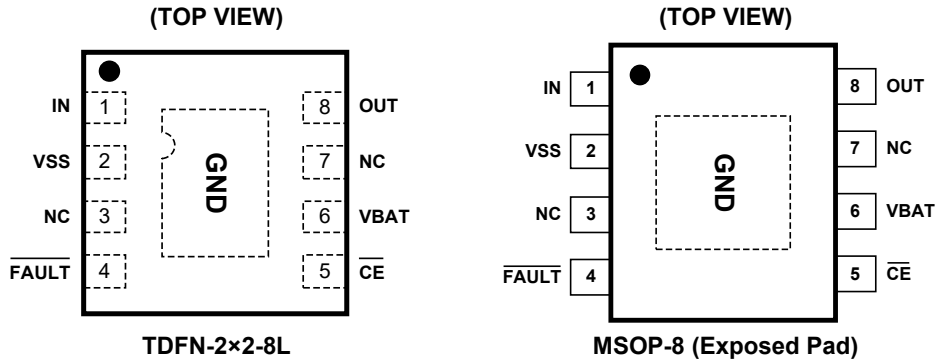 (TOP VIEW)
IN 1 8 OUT
VSS 2 7 NC
NC 3 6 VBAT
FAULT 4 5 CE
GND
TDFN-2×2-8L
(TOP VIEW)
IN 1 8 OUT
VSS 2 7 NC
NC 3 6 VBAT
FAULT 4 5 CE
GND
MSOP-8 (Exposed Pad)